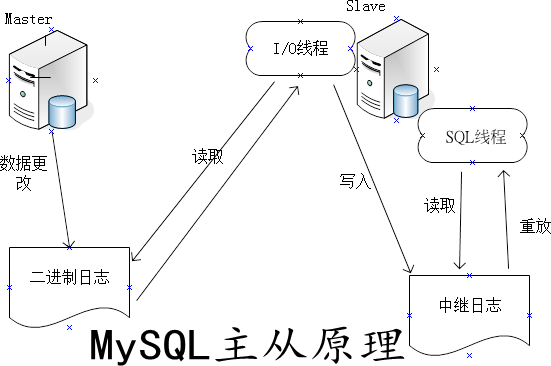 Master
Slave
I/O线程
SQL线程
数据更
改
读取
写入
读取
重放
二进制日志
中继日志
MySQL主从原理